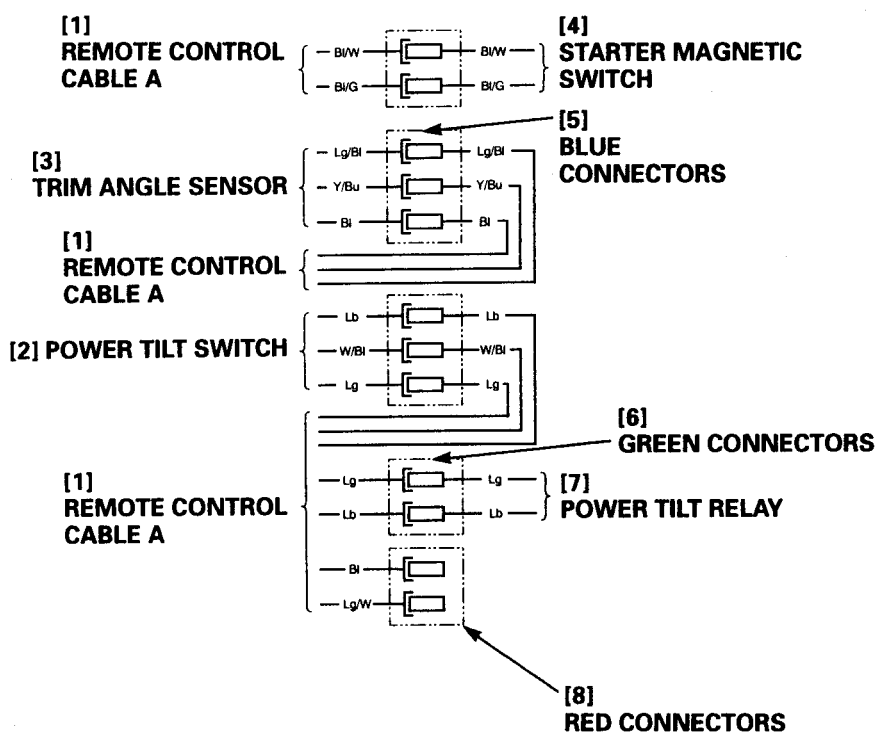 [1]
REMOTE CONTROL
CABLE A
Bl/W
Bl/W
Bl/G
Bl/G
[4]
STARTER MAGNETIC
SWITCH
[5]
BLUE
CONNECTORS
[3]
TRIM ANGLE SENSOR
Lg/Bl
Lg/Bl
Y/Bu
Y/Bu
Bl
Bl
[1]
REMOTE CONTROL
CABLE A
[2] POWER TILT SWITCH
Lb
Lb
W/Bl
W/Bl
Lg
Lg
[6]
GREEN CONNECTORS
[1]
REMOTE CONTROL
CABLE A
Lg
Lg
Lb
Lb
[7]
POWER TILT RELAY
Bl
Lg/W
[8]
RED CONNECTORS